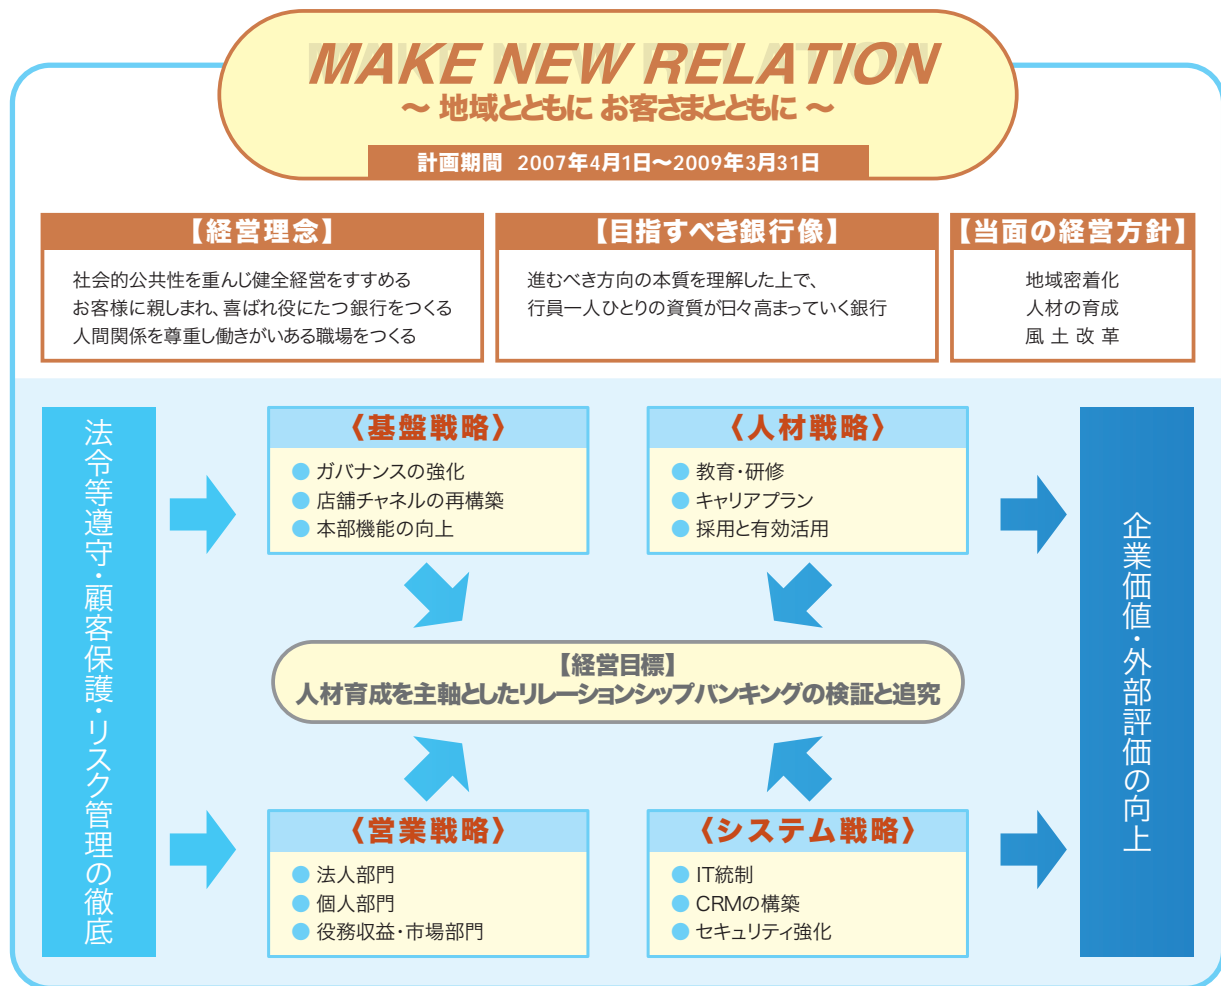 MAKE NEW RELATION
～ 地域とともに お客さまとともに ～
計画期間 2007年4月1日～2009年3月31日
【経営理念】
社会的公共性を重んじ健全経営をすすめる
お客様に親しまれ、喜ばれ役にたつ銀行をつくる
人間関係を尊重し働きがいある職場をつくる
【目指すべき銀行像】
進むべき方向の本質を理解した上で、
行員一人ひとりの資質が日々高まっていく銀行
【当面の経営方針】
地域密着化
人材の育成
風土改革
法令等遵守・顧客保護・リスク管理の徹底
〈基盤戦略〉
● ガバナンスの強化
● 店舗チャネルの再構築
● 本部機能の向上
〈人材戦略〉
● 教育・研修
● キャリアプラン
● 採用と有効活用
【経営目標】
人材育成を主軸としたリレーションシップバンキングの検証と追究
〈営業戦略〉
● 法人部門
● 個人部門
● 役務収益・市場部門
〈システム戦略〉
● IT統制
● CRMの構築
● セキュリティ強化
企業価値・外部評価の向上